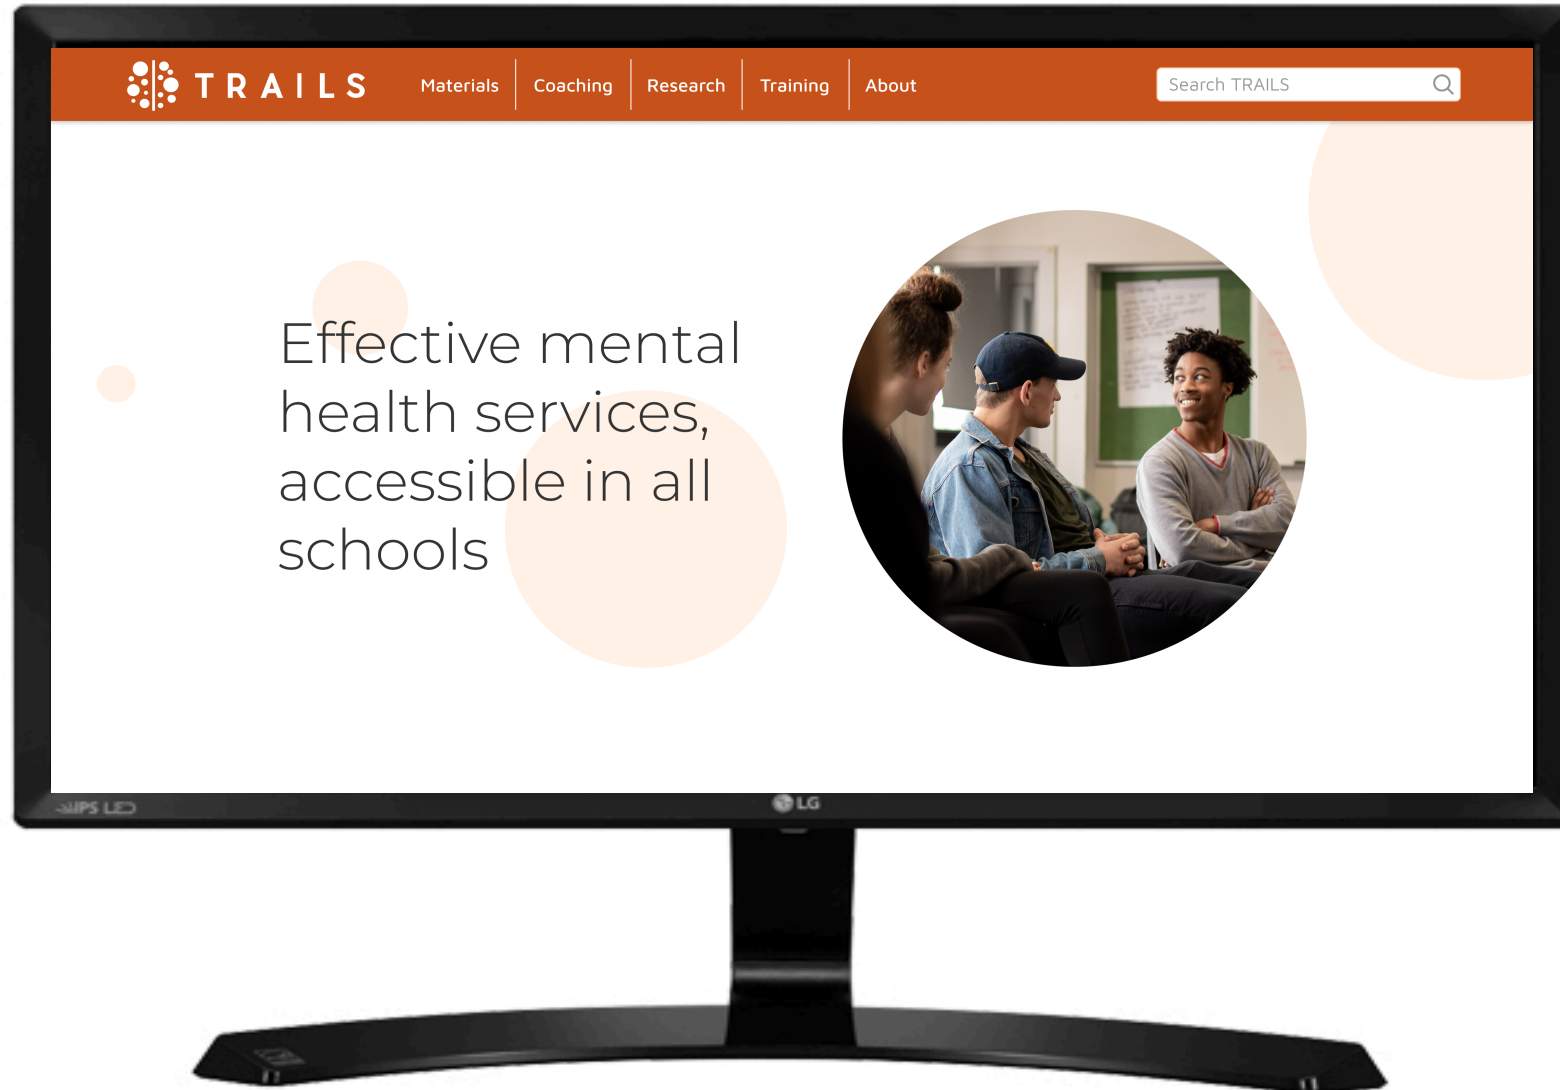 TRAILS
Materials
Coaching
Research
Training
About
Search TRAILS
Effective mental
health services,
accessible in all
schools
IPS LED
LG